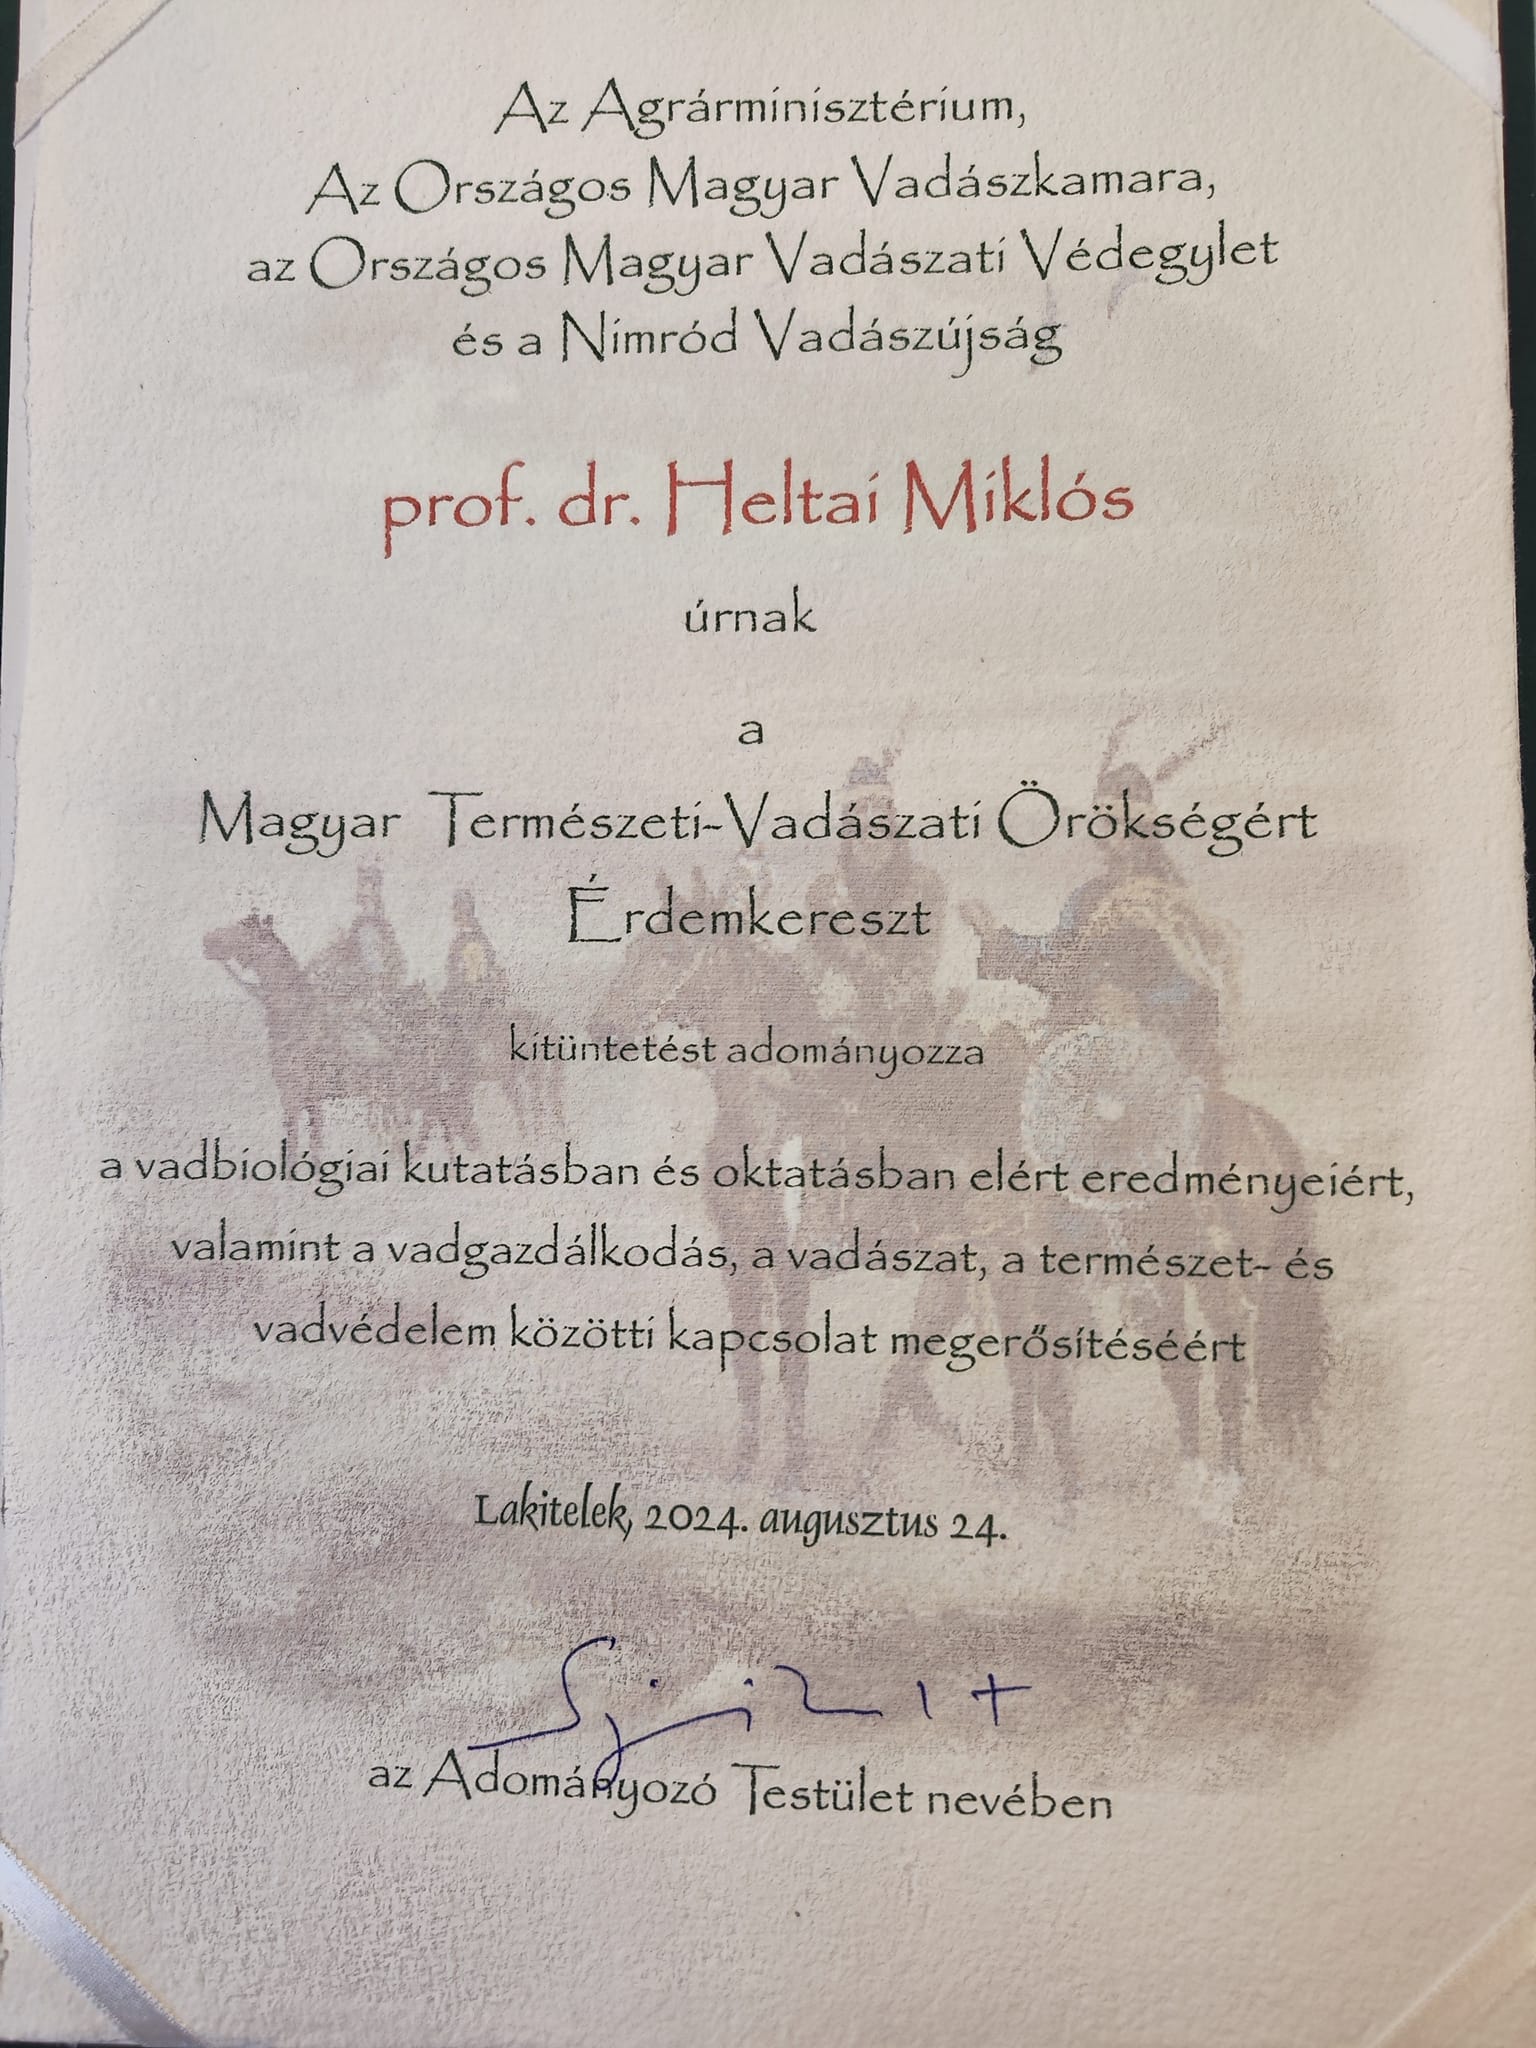 Az Agrárminisztérium,
Az Országos Magyar Vadászkamara,
az Országos Magyar Vadászati Védegylet
és a Nimród Vadászújság
prof. dr. Heltai Miklós
úrnak
a
Magyar Természeti-Vadászati Örökségért
Érdemkereszt
kitüntetést adományozza
a vadbiológiai kutatásban és oktatásban elért eredményeiért,
valamint a vadgazdálkodás, a vadászat, a természet- és
vadvédelem közötti kapcsolat megerősítéséért
Lakitelek, 2024. augusztus 24.
az Adományozó Testület nevében